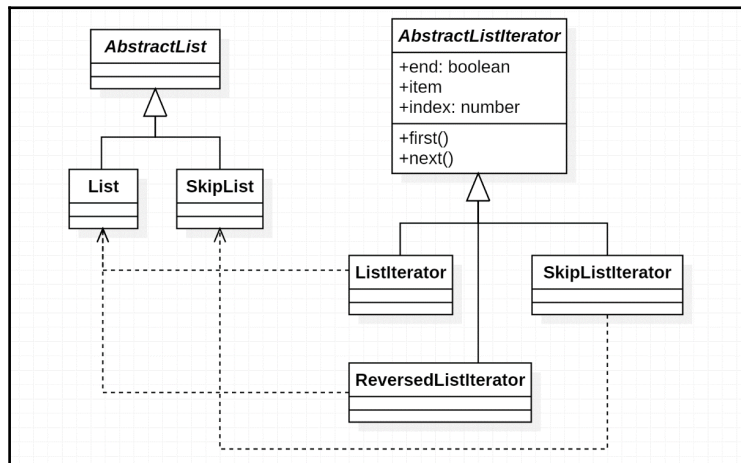 AbstractList
AbstractListIterator
+end: boolean
+item
+index: number
+first()
+next()
List
SkipList
ListIterator
SkipListIterator
ReversedListIterator